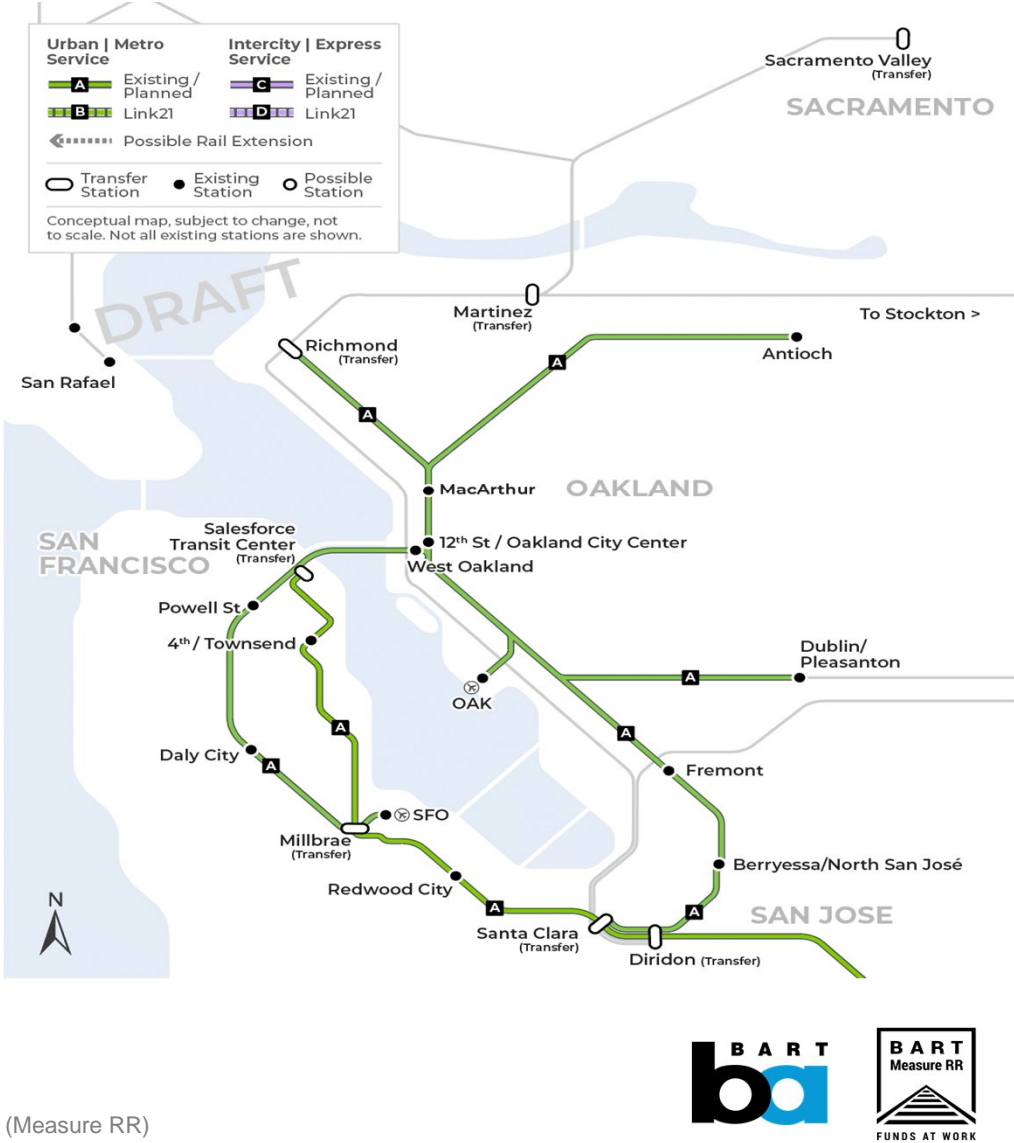 Urban | Metro
Service
A Existing /
Planned
B Link21
Intercity | Express
Service
C Existing /
Planned
D Link21
Possible Rail Extension
Transfer
Station
Existing
Station
Possible
Station
Conceptual map, subject to change, not
to scale. Not all existing stations are shown.
Sacramento Valley
(Transfer)
SACRAMENTO
DRAFT
Martinez
(Transfer)
To Stockton >
Richmond
(Transfer)
Antioch
San Rafael
A
A
MacArthur
OAKLAND
Salesforce
Transit Center
(Transfer)
SAN
FRANCISCO
12th St / Oakland City Center
West Oakland
Powell St
4th / Townsend
Dublin/
Pleasanton
A
OAK
A
A
Daly City
A
Fremont
SFO
Millbrae
(Transfer)
Berryessa/North San José
Redwood City
A
A
SAN JOSE
N
Santa Clara
(Transfer)
Diridon (Transfer)
BART
ba
BART
Measure RR
FUNDS AT WORK
(Measure RR)